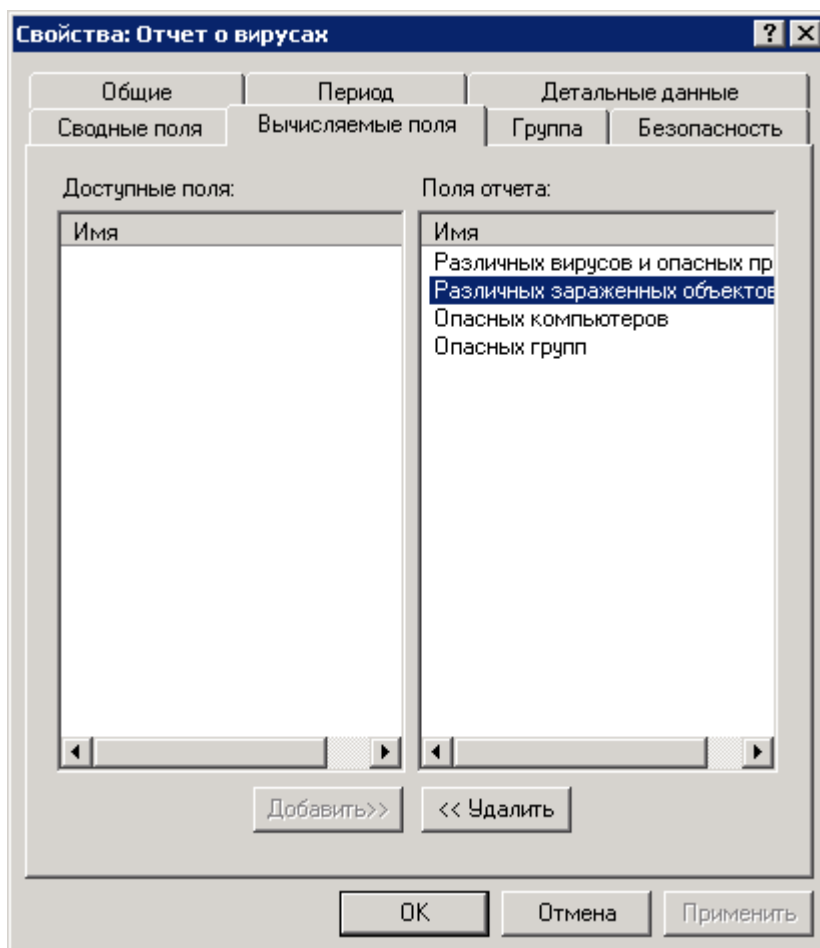 Свойства: Отчет о вирусах
Общие Период Детальные данные
Сводные поля Вычисляемые поля Группа Безопасность
Доступные поля: Поля отчета:
Имя Имя
Различных вирусов и опасных пр
Различных зараженных объектов
Опасных компьютеров
Опасных групп
Добавить>> << Удалить
OK Отмена Применить